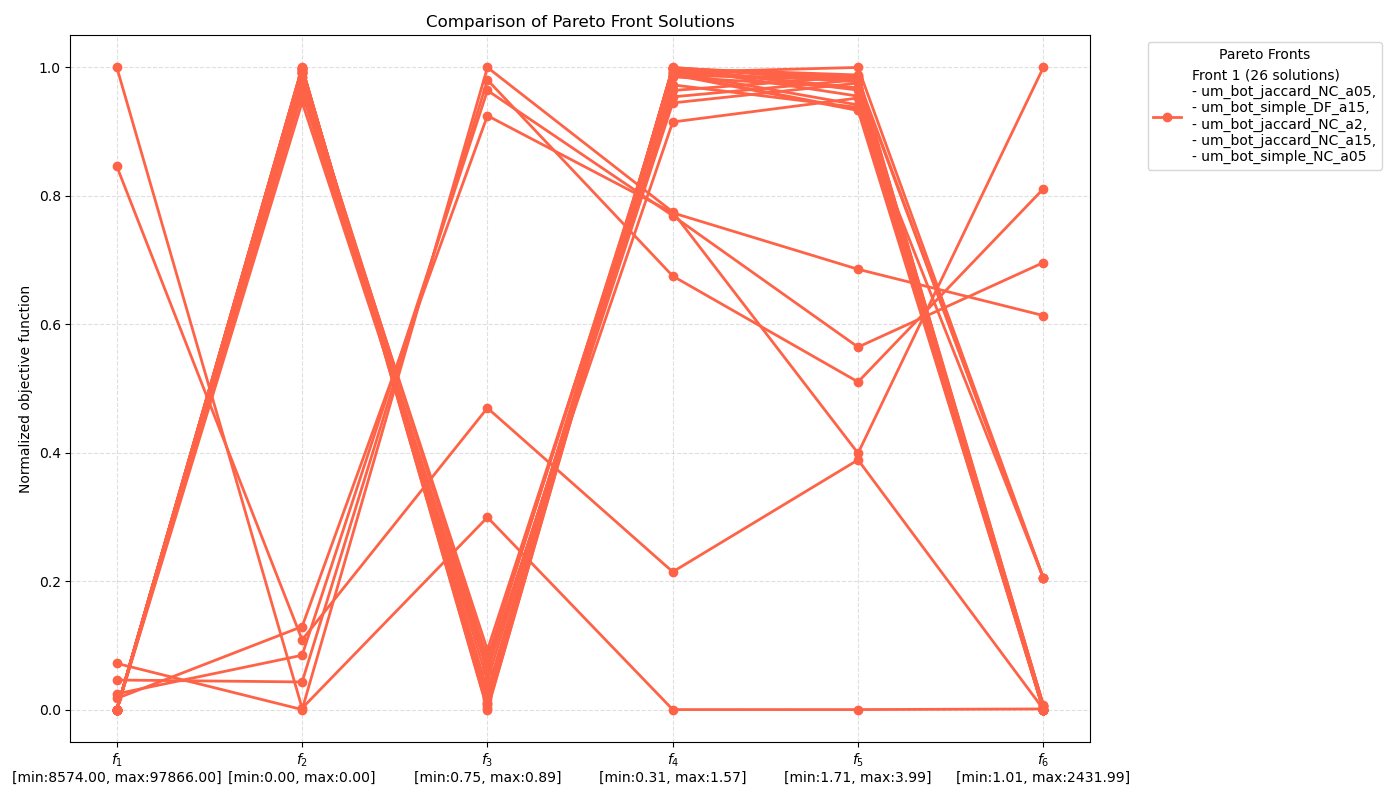 Comparison of Pareto Front Solutions
Normalized objective function
1.0
0.8
0.6
0.4
0.2
0.0
f1
[min:8574.00, max:97866.00]
f2
[min:0.00, max:0.00]
f3
[min:0.75, max:0.89]
f4
[min:0.31, max:1.57]
f5
[min:1.71, max:3.99]
f6
[min:1.01, max:2431.99]
Pareto Fronts
Front 1 (26 solutions)
- um_bot_jaccard_NC_a05,
- um_bot_simple_DF_a15,
- um_bot_jaccard_NC_a2,
- um_bot_jaccard_NC_a15,
- um_bot_simple_NC_a05